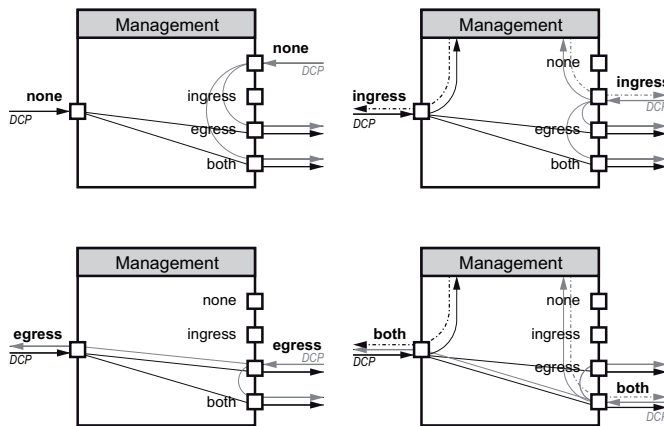 Management
none
DCP
none
DCP
ingress
egress
both
Management
none
ingress
DCP
ingress
DCP
egress
both
Management
none
egress
DCP
ingress
egress
DCP
both
Management
none
both
DCP
ingress
egress
both
DCP